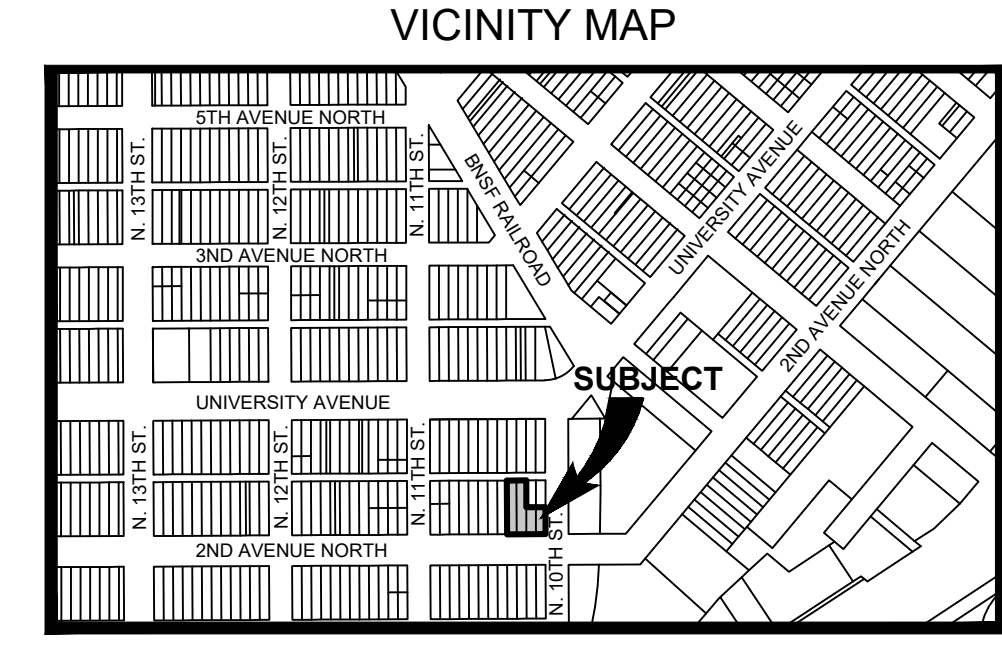 VICINITY MAP
5TH AVENUE NORTH
N. 13TH ST.
N. 12TH ST.
N. 11TH ST.
BNSF RAILROAD
UNIVERSITY AVENUE
2ND AVENUE NORTH
3ND AVENUE NORTH
SUBJECT
UNIVERSITY AVENUE
N. 13TH ST.
N. 12TH ST.
N. 11TH ST.
N. 10TH ST.
2ND AVENUE NORTH